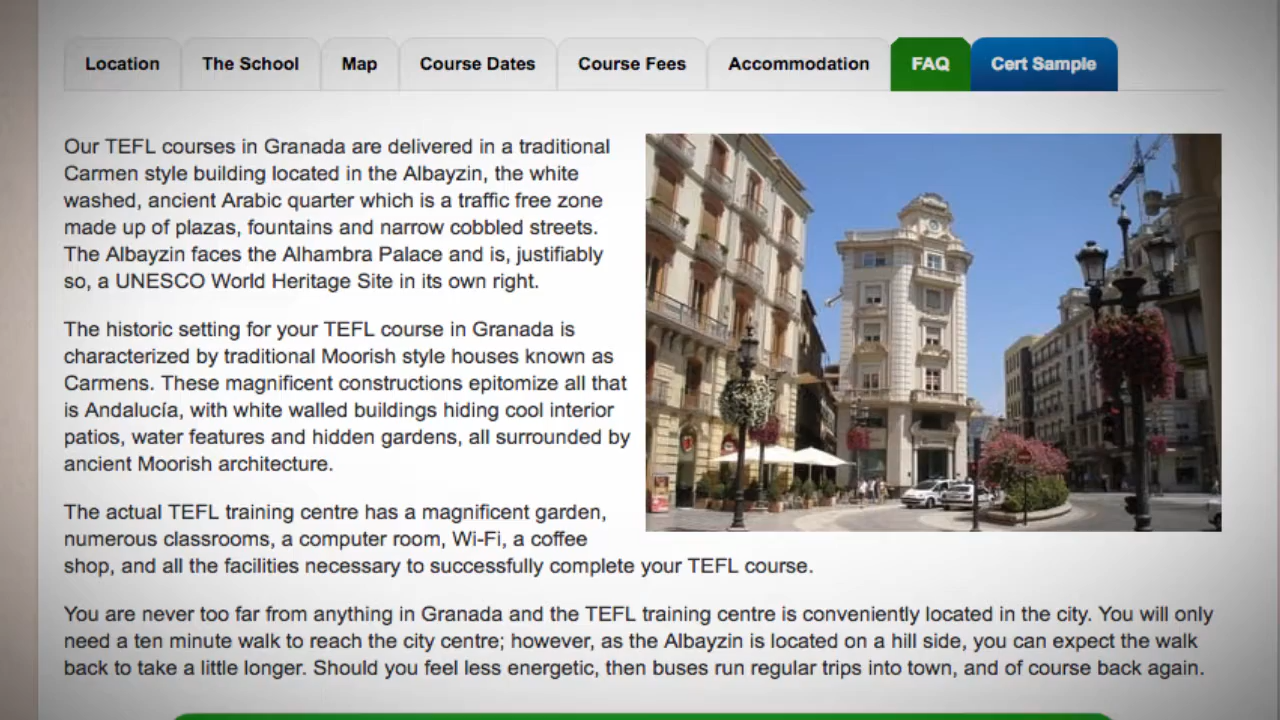 Location The School Map Course Dates Course Fees Accommodation FAQ Cert Sample
Our TEFL courses in Granada are delivered in a traditional
Carmen style building located in the Albayzin, the white
washed, ancient Arabic quarter which is a traffic free zone
made up of plazas, fountains and narrow cobbled streets.
The Albayzin faces the Alhambra Palace and is, justifiably
so, a UNESCO World Heritage Site in its own right.
The historic setting for your TEFL course in Granada is
characterized by traditional Moorish style houses known as
Carmens. These magnificent constructions epitomize all that
is Andalucía, with white walled buildings hiding cool interior
patios, water features and hidden gardens, all surrounded by
ancient Moorish architecture.
The actual TEFL training centre has a magnificent garden,
numerous classrooms, a computer room, Wi-Fi, a coffee
shop, and all the facilities necessary to successfully complete your TEFL course.
You are never too far from anything in Granada and the TEFL training centre is conveniently located in the city. You will only
need a ten minute walk to reach the city centre; however, as the Albayzin is located on a hill side, you can expect the walk
back to take a little longer. Should you feel less energetic, then buses run regular trips into town, and of course back again.